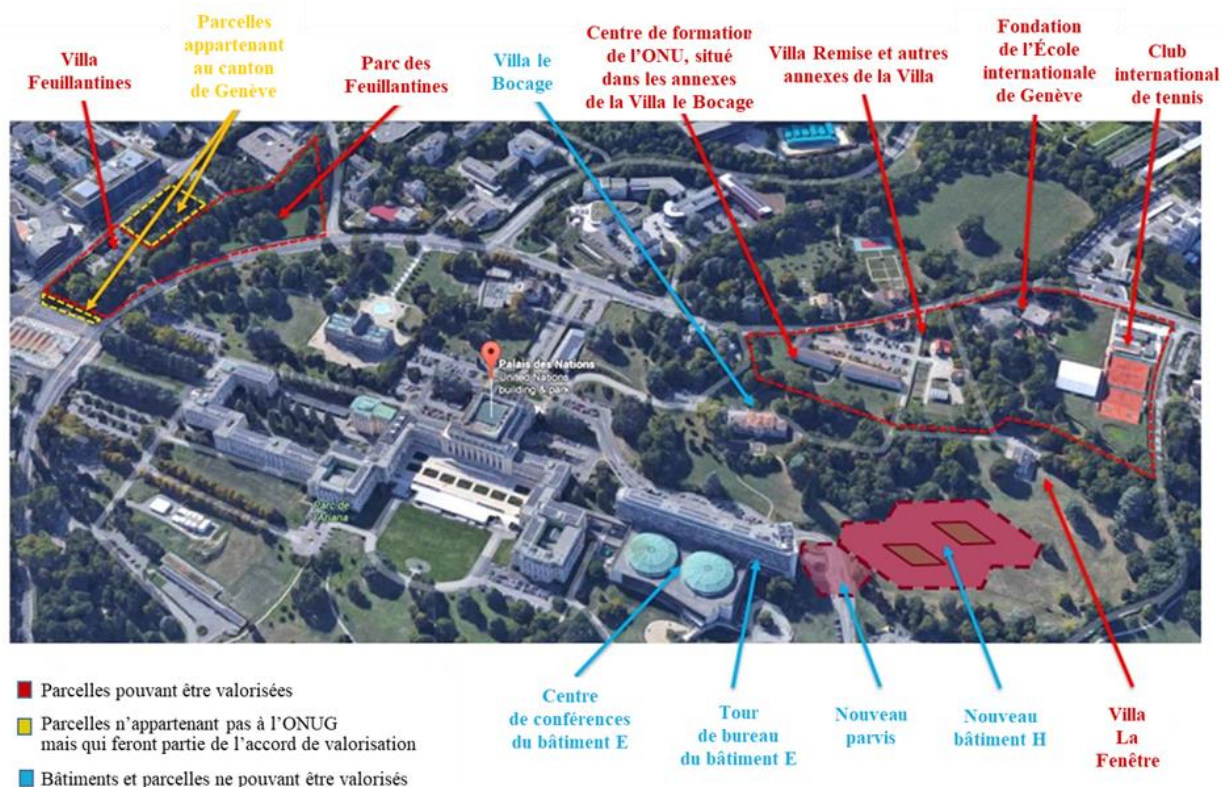 Villa
Feuillantines
Parcelles
appartenant
au canton
de Genève
Parc des
Feuillantines
Villa le
Bocage
Centre de formation
de l’ONU, situé
dans les annexes
de la Villa le Bocage
Villa Remise et autres
annexes de la Villa
Fondation
de l’École
internationale
de Genève
Club
international
de tennis
Palais des Nations
United Nations
building & park
Parc de
l'Ariana
Centre
de conférences
du bâtiment E
Tour
de bureau
du bâtiment E
Nouveau
parvis
Nouveau
bâtiment H
Villa
La
Fenêtre
Parcelles pouvant être valorisées
Parcelles n’appartenant pas à l’ONUG
mais qui feront partie de l’accord de valorisation
Bâtiments et parcelles ne pouvant être valorisés